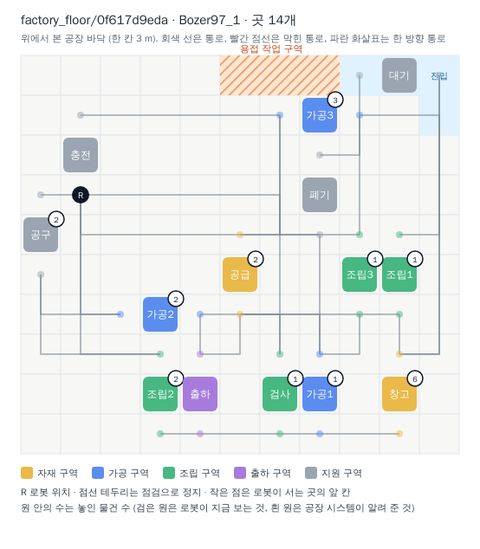 factory_floor/0f617d9eda · Bozer97_1 · 곳 14개
위에서 본 공장 바닥 (한 칸 3 m). 회색 선은 통로, 빨간 점선은 막힌 통로, 파란 화살표는 한 방향 통로
용접 작업 구역
대기
전립
3
가공3
충전
R
폐기
2
공구
2
공급
1
조립3
1
조립1
2
가공2
2
조립2
출하
1
검사
1
가공1
6
창고
자재 구역
가공 구역
조립 구역
출하 구역
지원 구역
R 로봇 위치 · 점선 테두리는 점검으로 정지 · 작은 점은 로봇이 서는 곳의 앞 칸
원 안의 수는 놓인 물건 수 (검은 원은 로봇이 지금 보는 것, 흰 원은 공장 시스템이 알려 준 것)